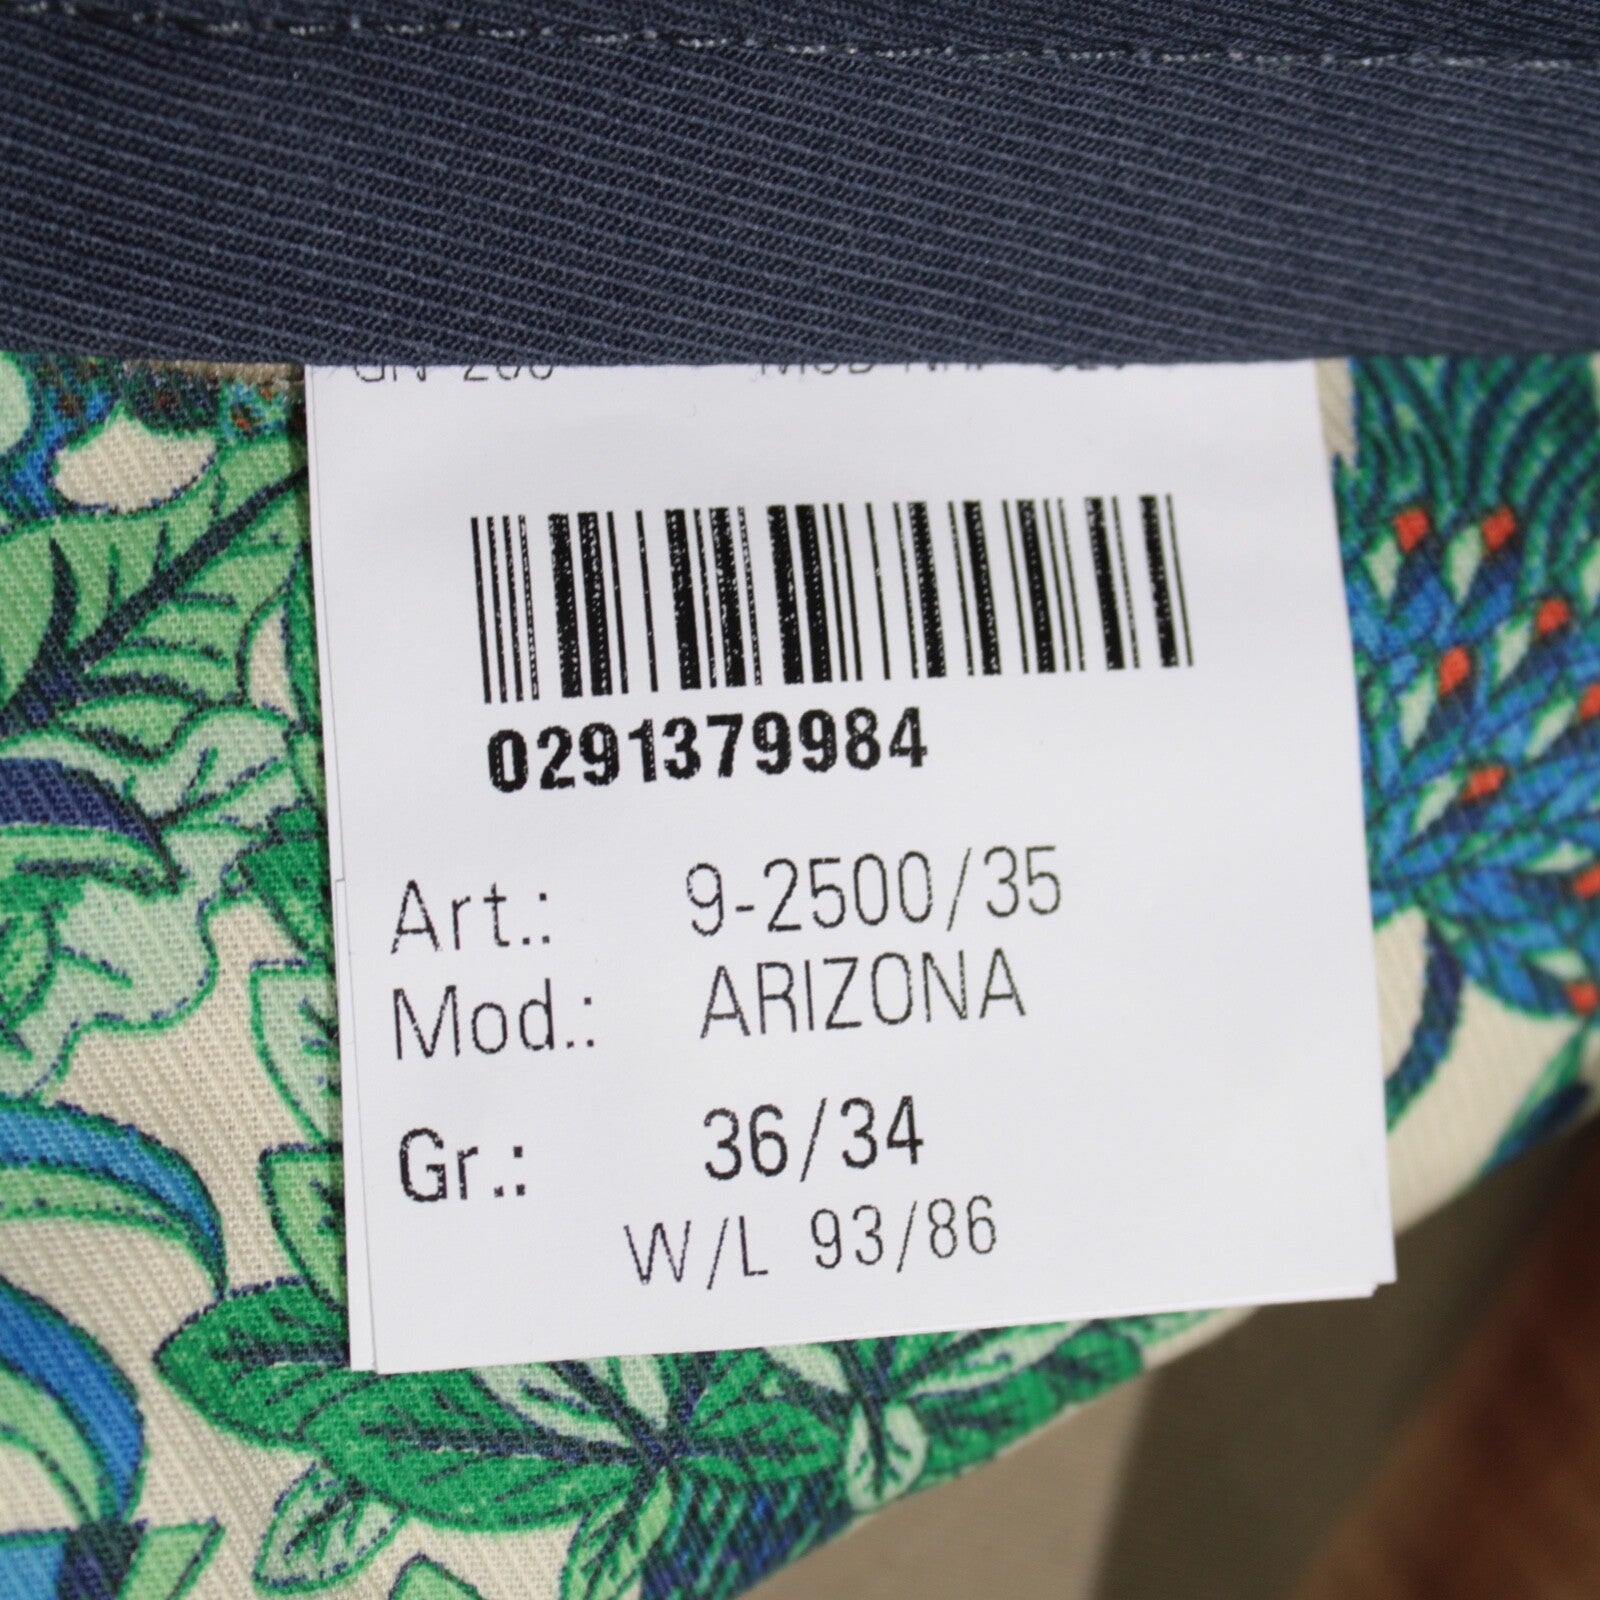 0291379984
Art.: 9-2500/35
Mod.: ARIZONA
Gr.: 36/34
W/L 93/86